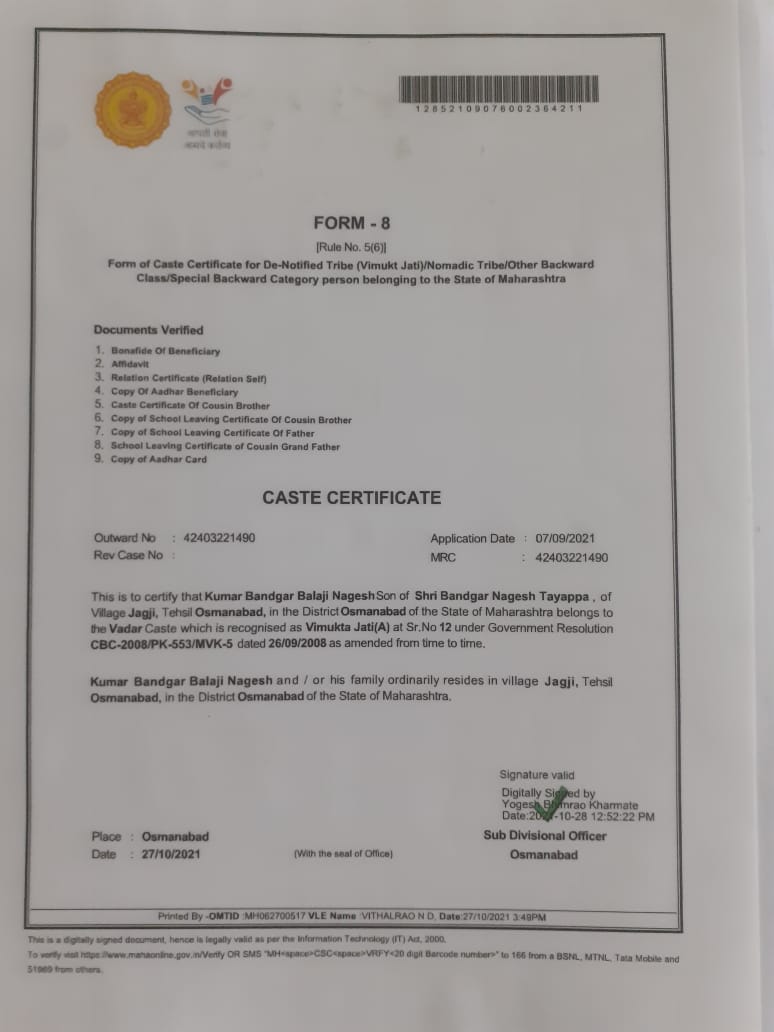 12852109076002364211
आपली सेवा
आमचे कर्तव्य
FORM - 8
[Rule No. 5(6)]
Form of Caste Certificate for De-Notified Tribe (Vimukt Jati)/Nomadic Tribe/Other Backward
Class/Special Backward Category person belonging to the State of Maharashtra
Documents Verified
1. Bonafide Of Beneficiary
2. Affidavit
3. Relation Certificate (Relation Self)
4. Copy Of Aadhar Beneficiary
5. Caste Certificate Of Cousin Brother
6. Copy of School Leaving Certificate Of Cousin Brother
7. Copy of School Leaving Certificate Of Father
8. School Leaving Certificate of Cousin Grand Father
9. Copy of Aadhar Card
CASTE CERTIFICATE
Outward No : 42403221490 Application Date : 07/09/2021
Rev Case No : MRC : 42403221490
This is to certify that Kumar Bandgar Balaji Nagesh Son of Shri Bandgar Nagesh Tayappa , of
Village Jagji, Tehsil Osmanabad, in the District Osmanabad of the State of Maharashtra belongs to
the Vadar Caste which is recognised as Vimukta Jati(A) at Sr.No 12 under Government Resolution
CBC-2008/PK-553/MVK-5 dated 26/09/2008 as amended from time to time.
Kumar Bandgar Balaji Nagesh and / or his family ordinarily resides in village Jagji, Tehsil
Osmanabad, in the District Osmanabad of the State of Maharashtra.
Signature valid
Digitally Signed by
Yogesh Bhimrao Kharmate
Date:2021-10-28 12:52:22 PM
Place : Osmanabad Sub Divisional Officer
Date : 27/10/2021 (With the seal of Office) Osmanabad
Printed By -OMTID :MH062700517 VLE Name :VITHALRAO N D, Date:27/10/2021 3:49PM
This is a digitally signed document, hence is legally valid as per the Information Technology (IT) Act, 2000.
To verify visit https://www.mahaonline.gov.in/Verify OR SMS "MH<space>CSC<space>VRFY<20 digit Barcode number>" to 166 from a BSNL, MTNL, Tata Mobile and
51969 from others.